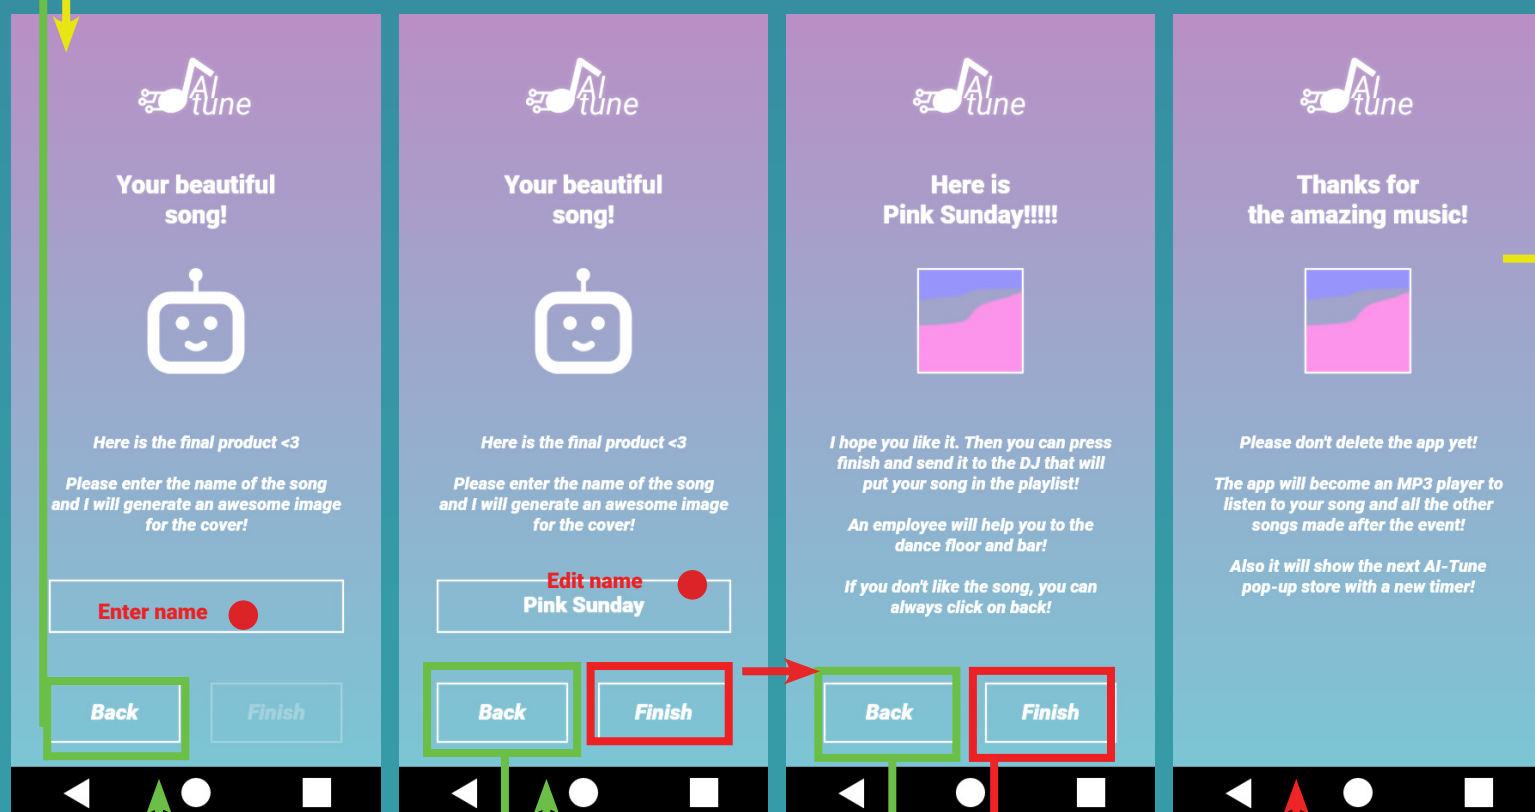 AI
tune
Your beautiful
song!
Here is the final product <3
Please enter the name of the song
and I will generate an awesome image
for the cover!
Enter name
Back
Finish
AI
tune
Your beautiful
song!
Here is the final product <3
Please enter the name of the song
and I will generate an awesome image
for the cover!
Edit name
Pink Sunday
Back
Finish
AI
tune
Here is
Pink Sunday!!!!!
I hope you like it. Then you can press
finish and send it to the DJ that will
put your song in the playlist!
An employee will help you to the
dance floor and bar!
If you don't like the song, you can
always click on back!
Back
Finish
AI
tune
Thanks for
the amazing music!
Please don't delete the app yet!
The app will become an MP3 player to
listen to your song and all the other
songs made after the event!
Also it will show the next AI-Tune
pop-up store with a new timer!